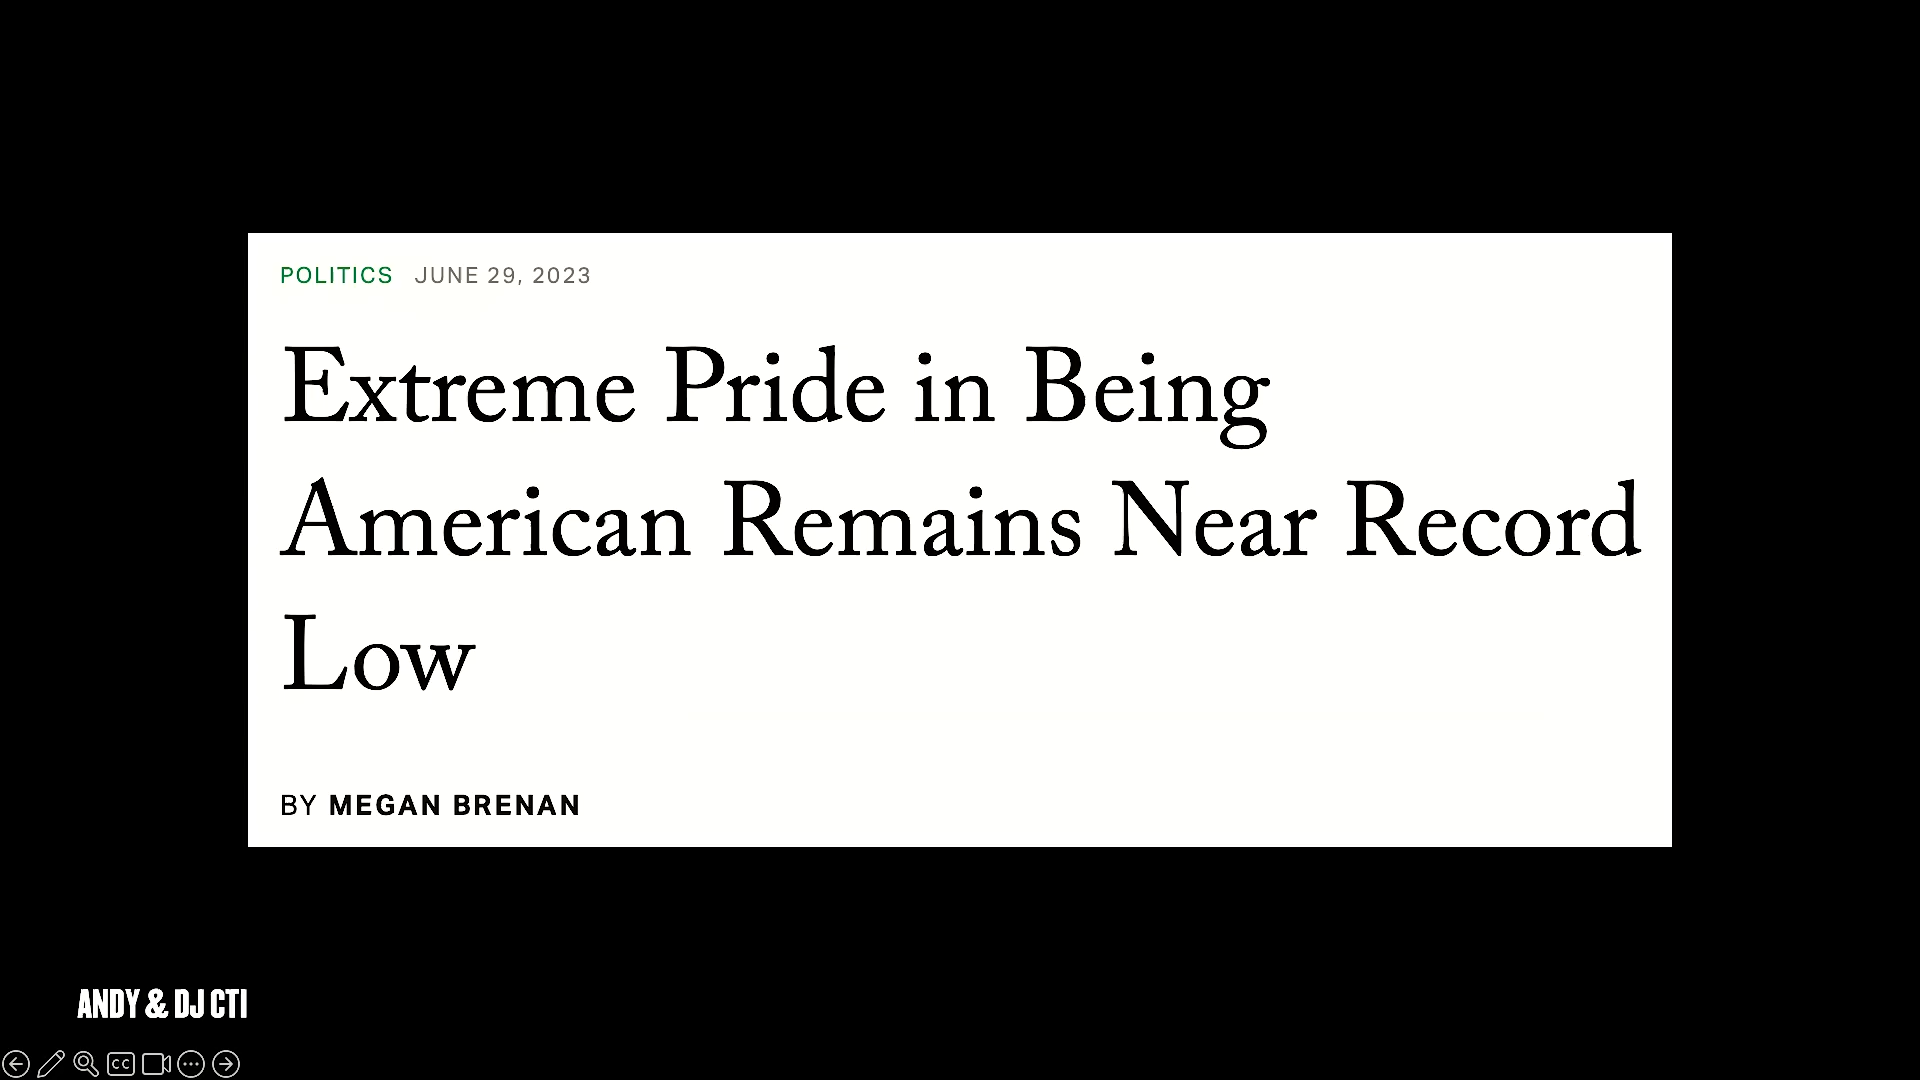 POLITICS JUNE 29, 2023
Extreme Pride in Being
American Remains Near Record
Low
BY MEGAN BRENAN
ANDY & DJ CTI
CC